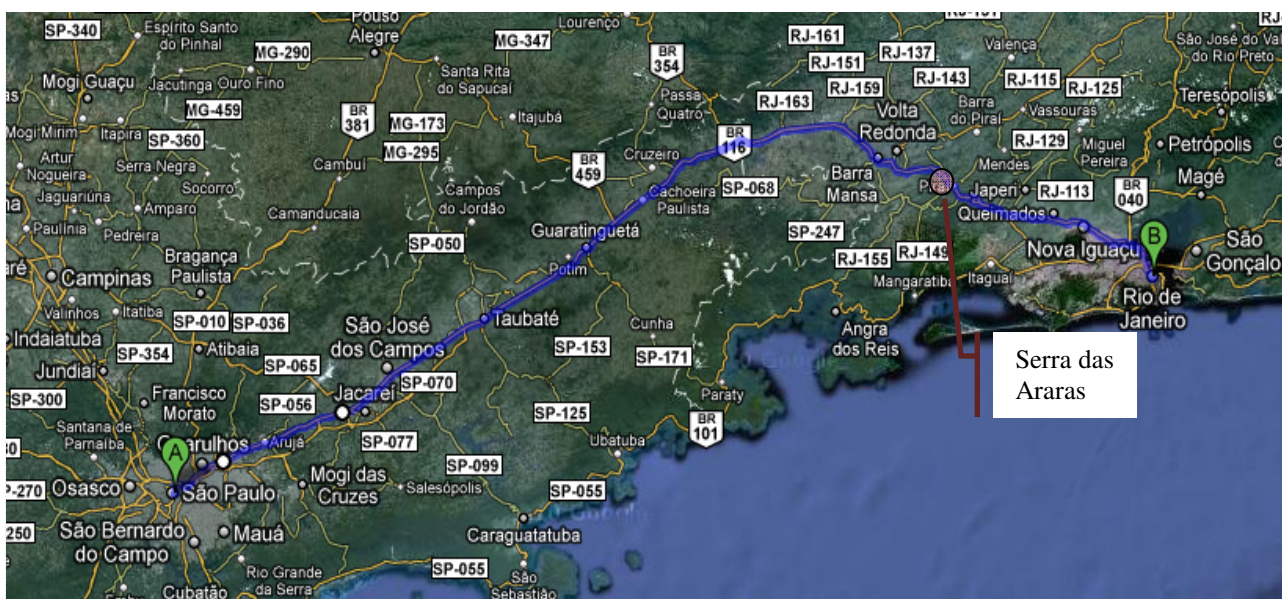 SP-340
Espírito Santo
do Pinhal
MG-290
Pouso
Alegre
MG-347
Lourenço
BR
354
RJ-161
RJ-137
Valença
São José do Val
do Rio Preto
Mogi Guaçu
Jacutinga
Ouro Fino
Santa Rita
do Sapucaí
RJ-151
RJ-143
RJ-115
RJ-125
MG-459
BR
381
MG-173
Passa
Quatro
RJ-163
RJ-159
Volta
Redonda
Barra
do Piraí
Vassouras
Teresópolis
Mogi Mirim
Itapira
SP-360
MG-295
Itajubá
BR
116
RJ-129
Miguel
Pereira
Petrópolis
Artur
Nogueira
Serra Negra
Socorro
Cambuí
BR
459
Cruzeiro
Mendes
Jaguariúna
Amparo
Campos
do Jordão
Cachoeira
Paulista
SP-068
Barra
Mansa
Japeri
RJ-113
BR
040
Magé
Paulínia
Pedreira
Camanducaia
SP-050
Guaratinguetá
SP-247
Queimados
B
Campinas
Bragança
Paulista
Potim
RJ-155
RJ-149
Nova Iguaçu
São
Gonçalo
Valinhos
Itatiba
SP-010
SP-036
Mangaratiba
Itaguaí
Rio de
Janeiro
Indaiatuba
SP-354
Atibaia
São José
dos Campos
Taubaté
Cunha
Angra
dos Reis
Jundiaí
SP-065
SP-153
SP-171
Serra das
Araras
SP-300
Francisco
Morato
SP-056
Jacareí
SP-070
Paraty
Santana de
Parnaíba
A
Guarulhos
Arujá
SP-077
SP-125
BR
101
Ubatuba
SP-270
Osasco
São Paulo
Mogi das
Cruzes
SP-099
Salesópolis
SP-055
São Bernardo
do Campo
Mauá
Caraguatatuba
Rio Grande
da Serra
SP-055
São
Sebastião
Cubatão